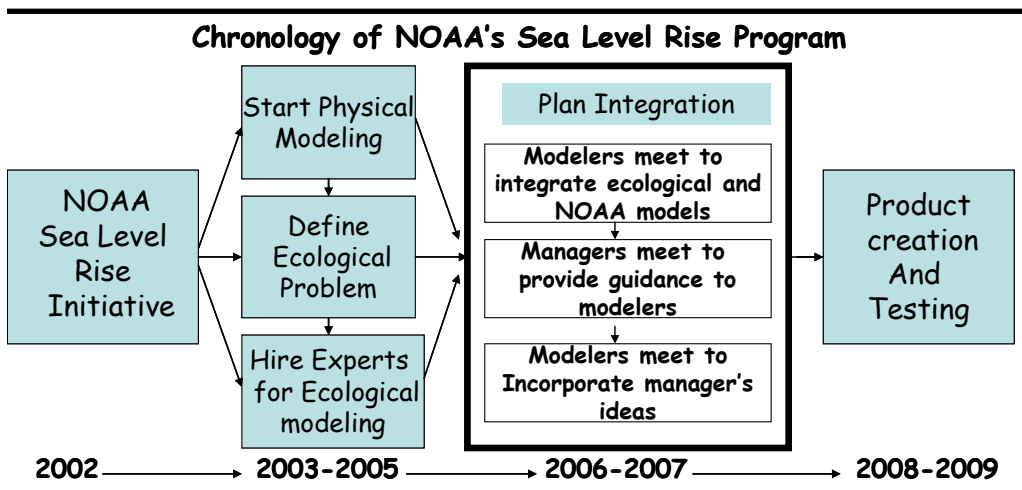 Chronology of NOAA's Sea Level Rise Program
NOAA
Sea Level
Rise
Initiative
Start Physical
Modeling
Define
Ecological
Problem
Hire Experts
for Ecological
modeling
Plan Integration
Modelers meet to
integrate ecological and
NOAA models
Managers meet to
provide guidance to
modelers
Modelers meet to
Incorporate manager's
ideas
Product
creation
And
Testing
2002
2003-2005
2006-2007
2008-2009